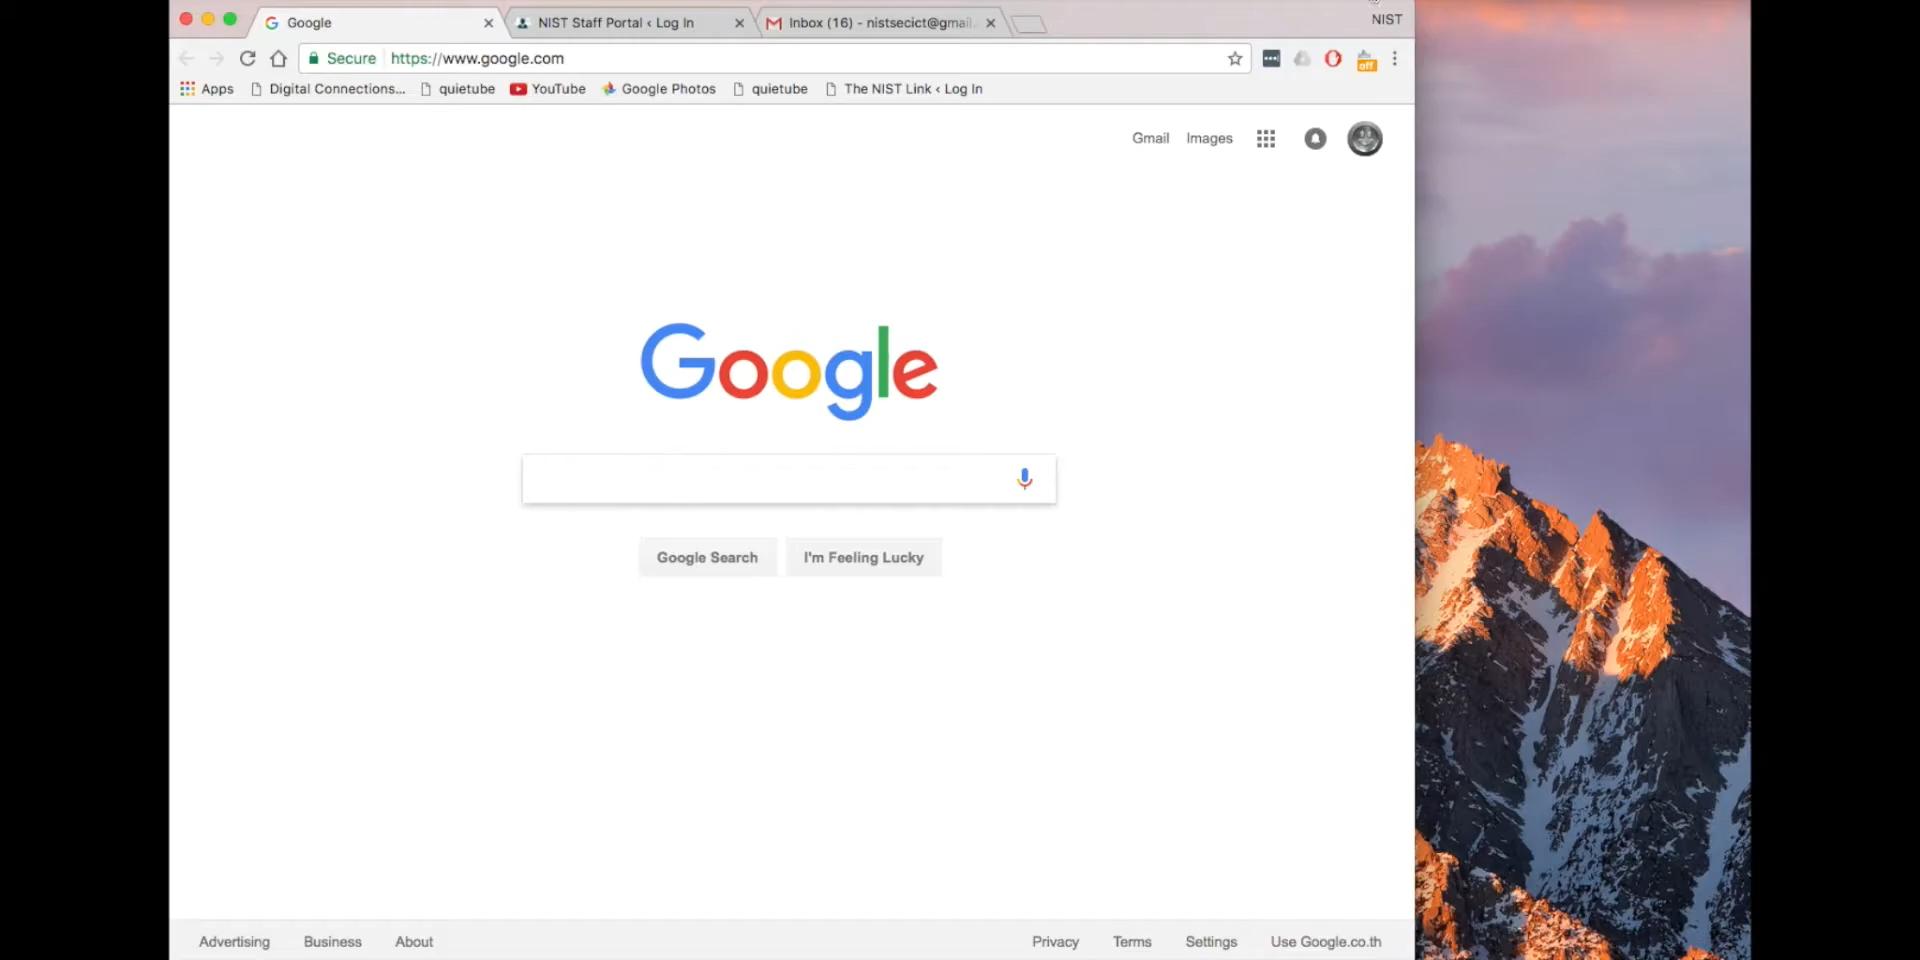 Google
NIST Staff Portal ‹ Log In
Inbox (16) - nistsecict@gmail.
NIST
Secure
https://www.google.com
off
Apps
Digital Connections...
quietube
YouTube
Google Photos
quietube
The NIST Link ‹ Log In
Gmail
Images
Google
Google Search
I'm Feeling Lucky
Advertising
Business
About
Privacy
Terms
Settings
Use Google.co.th